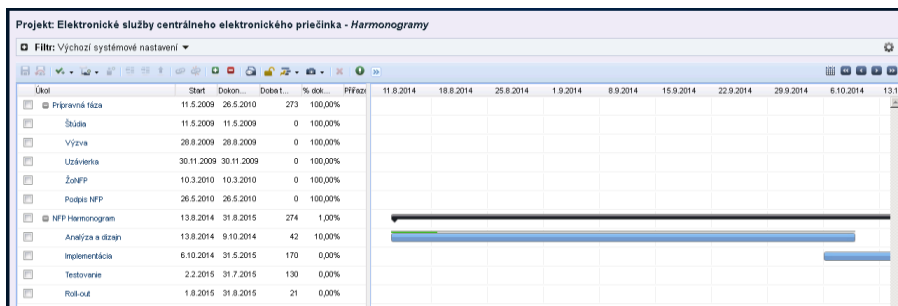 Projekt: Elektronické služby centrálneho elektronického priečinka - Harmonogramy
Filtr: Výchozí systémové nastavení
Úkol Start Dokon... Doba t... % dok... Přiřaz 11.8.2014 18.8.2014 25.8.2014 1.9.2014 8.9.2014 15.9.2014 22.9.2014 29.9.2014 6.10.2014 13.1
Prípravná fáza 11.5.2009 26.5.2010 273 100,00%
Štúdia 11.5.2009 11.5.2009 0 100,00%
Výzva 28.8.2009 28.8.2009 0 100,00%
Uzávierka 30.11.2009 30.11.2009 0 100,00%
ŽoNFP 10.3.2010 10.3.2010 0 100,00%
Podpis NFP 26.5.2010 26.5.2010 0 100,00%
NFP Harmonogram 13.8.2014 31.8.2015 274 1,00%
Analýza a dizajn 13.8.2014 9.10.2014 42 10,00%
Implementácia 6.10.2014 31.5.2015 170 0,00%
Testovanie 2.2.2015 31.7.2015 130 0,00%
Roll-out 1.8.2015 31.8.2015 21 0,00%